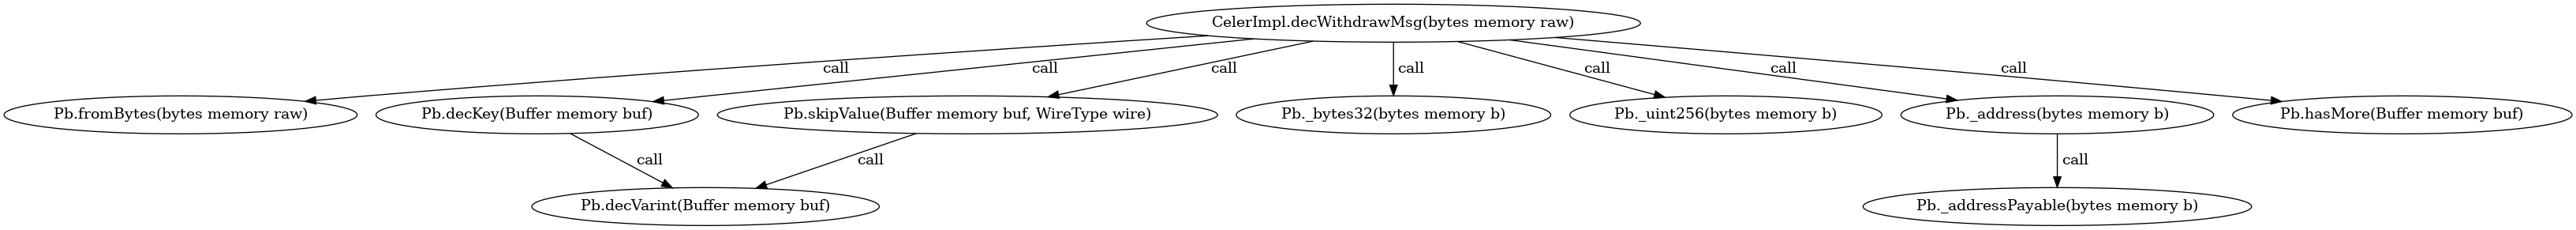 CelerImpl.decWithdrawMsg(bytes memory raw)
call
call
call
call
call
call
call
Pb.fromBytes(bytes memory raw)
Pb.decKey(Buffer memory buf)
Pb.skipValue(Buffer memory buf, WireType wire)
Pb._bytes32(bytes memory b)
Pb._uint256(bytes memory b)
Pb._address(bytes memory b)
Pb.hasMore(Buffer memory buf)
call
call
call
Pb.decVarint(Buffer memory buf)
Pb._addressPayable(bytes memory b)